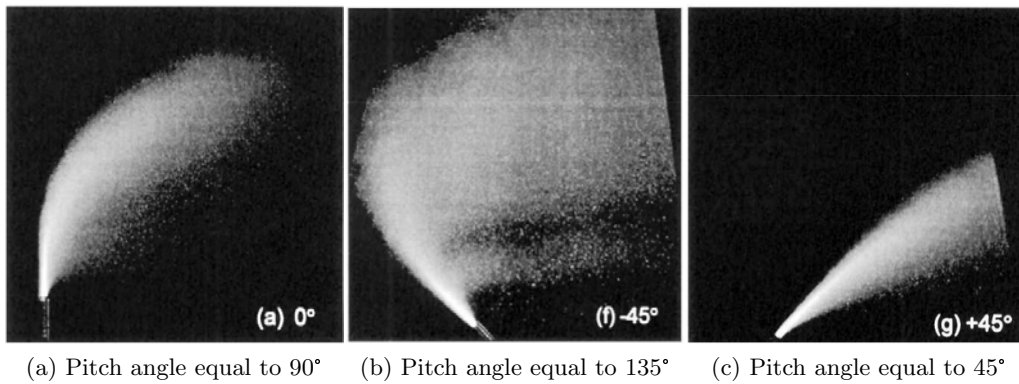 (a) 0°
(f) -45°
(g) +45°
(a) Pitch angle equal to 90°
(b) Pitch angle equal to 135°
(c) Pitch angle equal to 45°